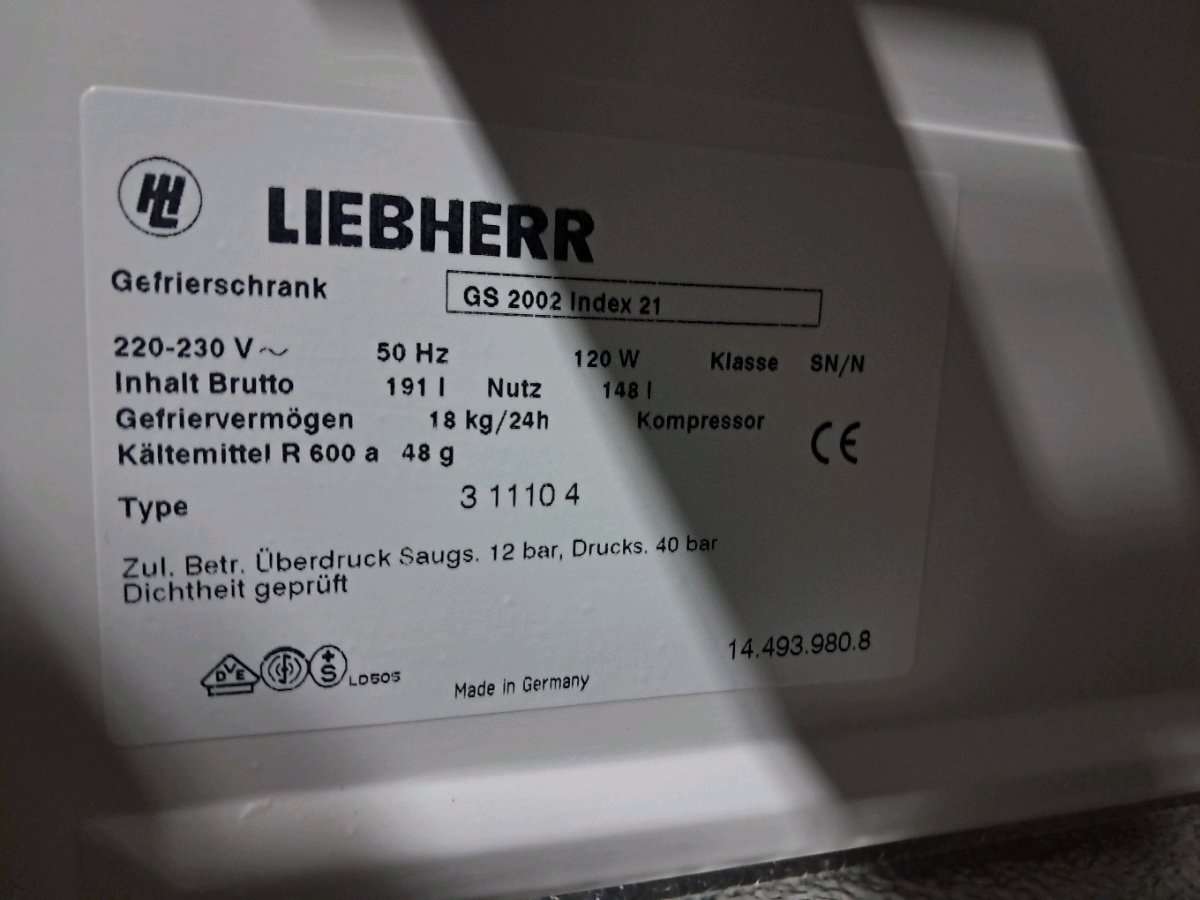 LIEBHERR
Gefrierschrank GS 2002 Index 21
220-230 V ~ 50 Hz 120 W Klasse SN/N
Inhalt Brutto 191 l Nutz 148 l
Gefriervermögen 18 kg/24h Kompressor
Kältemittel R 600 a 48 g CE
Type 3 1110 4
Zul. Betr. Überdruck Saugs. 12 bar, Drucks. 40 bar
Dichtheit geprüft
14.493.980.8
DVE +S LD505 Made in Germany